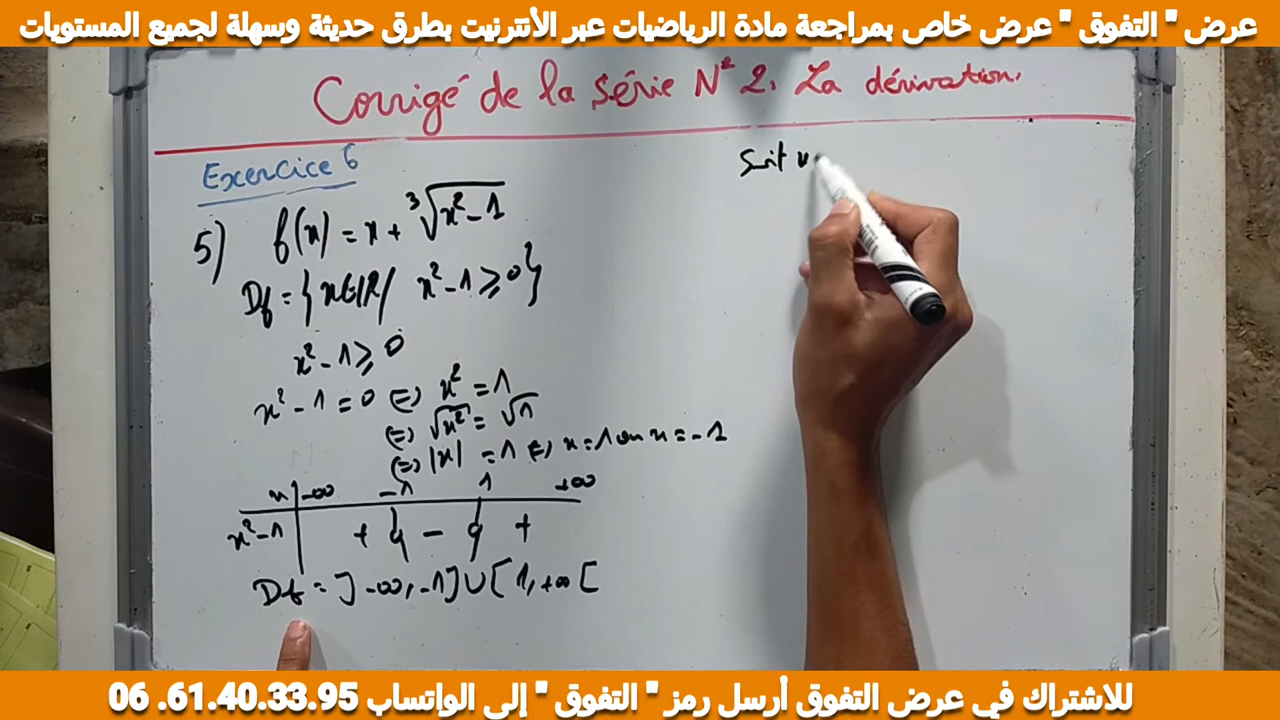 عرض " التفوق " عرض خاص بمراجعة مادة الرياضيات عبر الأنترنيت بطرق حديثة وسهلة لجميع المستويات
Corrigé de la série N° 2. La dérivation.
Exercice 6
5) f(x) = x + ∛(x² - 1)
Df = { x ∈ ℝ / x² - 1 ⩾ 0 }
x² - 1 ⩾ 0
x² - 1 = 0 ⇔ x² = 1
⇔ √x² = √1
⇔ |x| = 1 ⇔ x = 1 ou x = -1
x -∞ -1 1 +∞
x² - 1 + 0 - 0 +
Df = ]-∞, -1] ∪ [1, +∞[
Soit
للاشتراك في عرض التفوق أرسل رمز " التفوق " إلى الواتساب 06.61.40.33.95